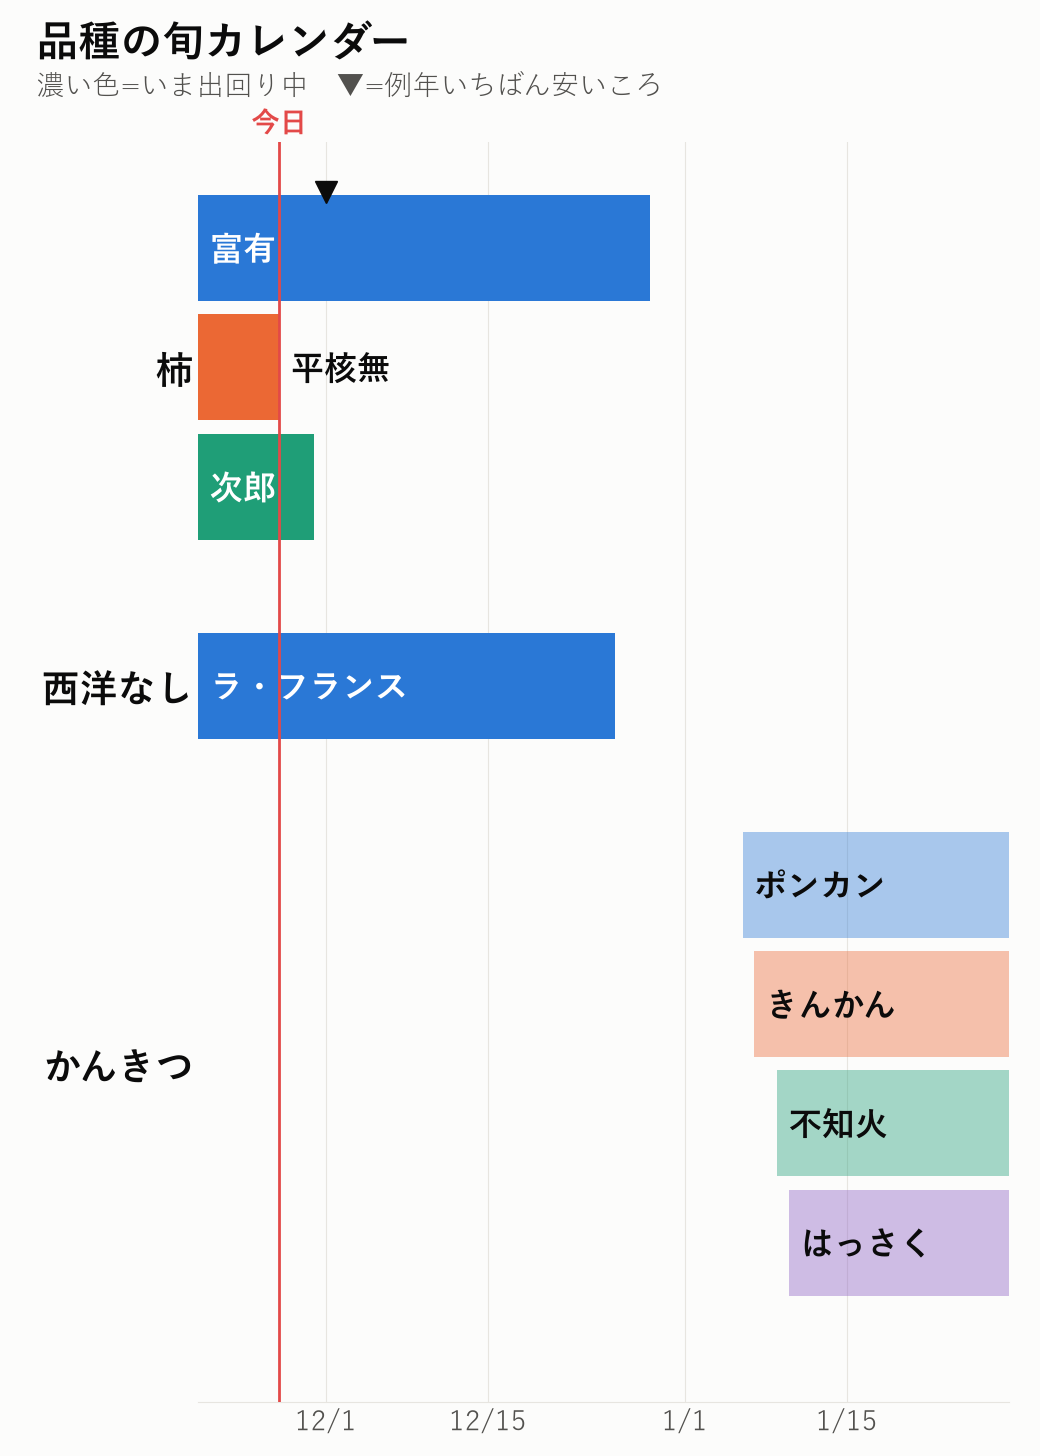 品種の旬カレンダー
濃い色=いま出回り中　▼=例年いちばん安いころ
今日
富有
柿
平核無
次郎
西洋なし
ラ・フランス
ポンカン
きんかん
かんきつ
不知火
はっさく
12/1
12/15
1/1
1/15